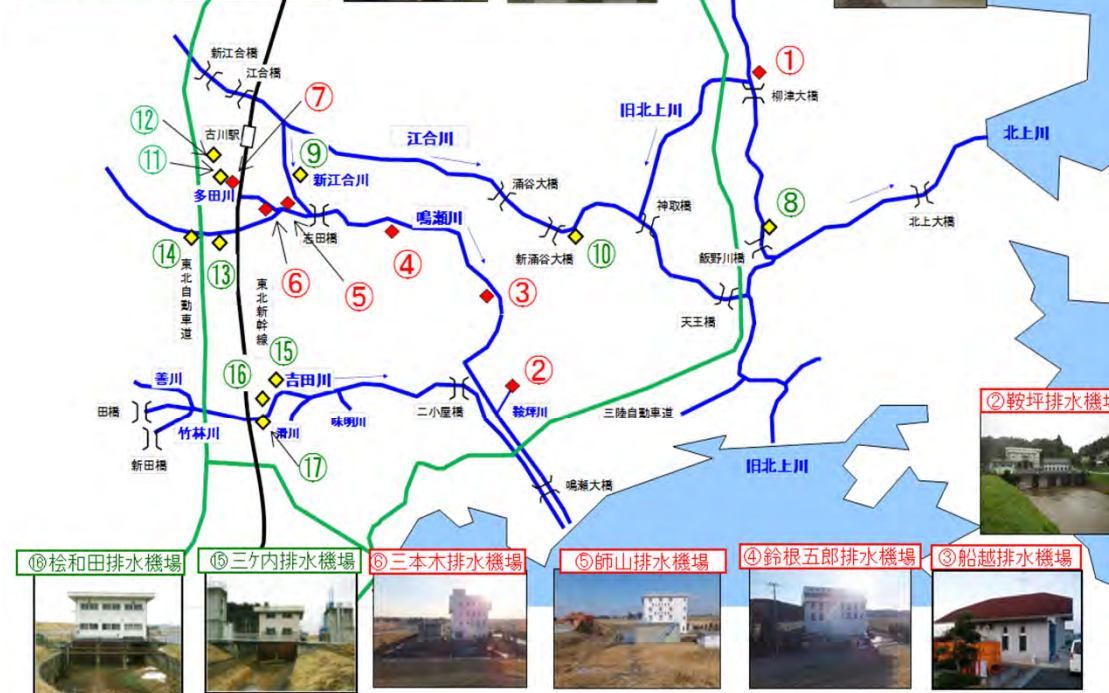 新江合橋
江合橋
①
柳津大橋
⑦
⑫
古川駅
旧北上川
北上川
⑪
⑨
江合川
多田川
新江合川
涌谷大橋
鳴瀬川
神取橋
⑧
北上大橋
志田橋
⑭
⑬
④
新涌谷大橋
⑩
飯野川橋
東北自動車道
⑥
⑤
③
東北新幹線
天王橋
⑮
吉田川
②
善川
⑯
田橋
二小屋橋
鞍坪川
三陸自動車道
竹林川
滑川
味明川
②鞍坪排水機場
新田橋
⑰
旧北上川
鳴瀬大橋
⑯桧和田排水機場
⑮三ケ内排水機場
⑥三本木排水機場
⑤師山排水機場
④鈴根五郎排水機場
③船越排水機場